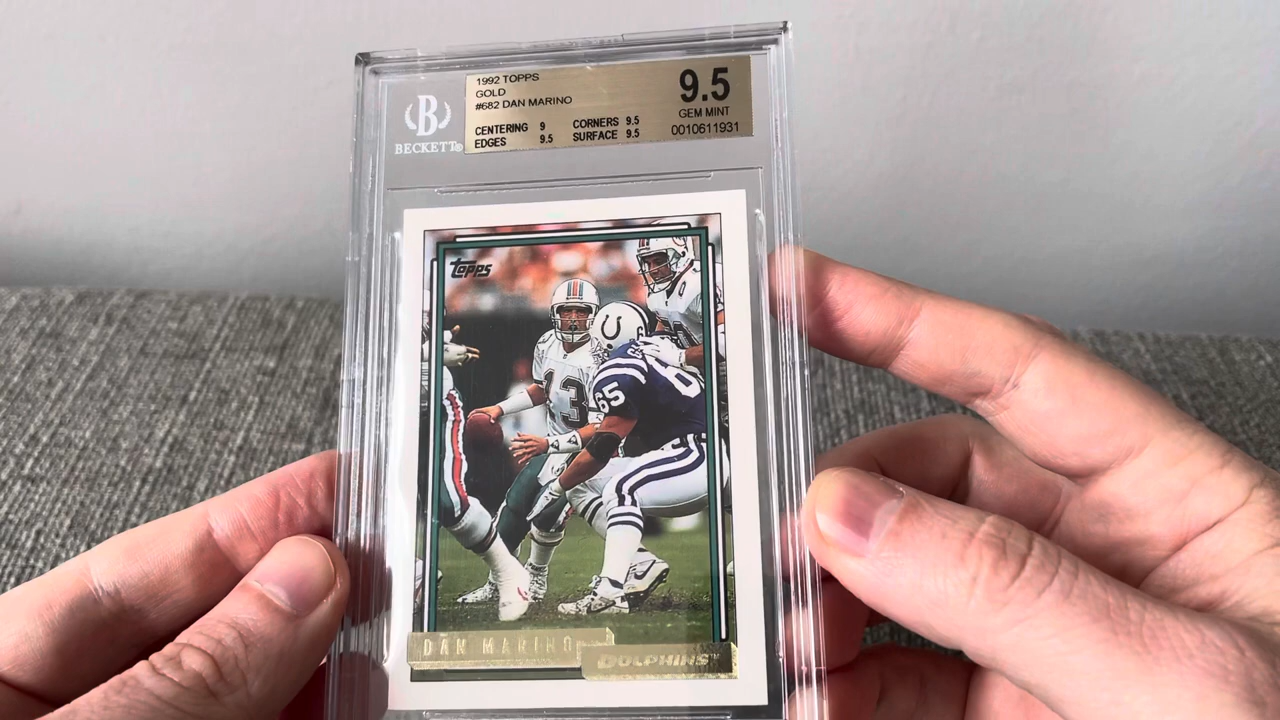 1992 TOPPS
GOLD
#682 DAN MARINO
CENTERING 9 CORNERS 9.5
EDGES 9.5 SURFACE 9.5
9.5
GEM MINT
0010611931
B
BECKETT®
Topps
13
65
DAN MARINO
DOLPHINS™